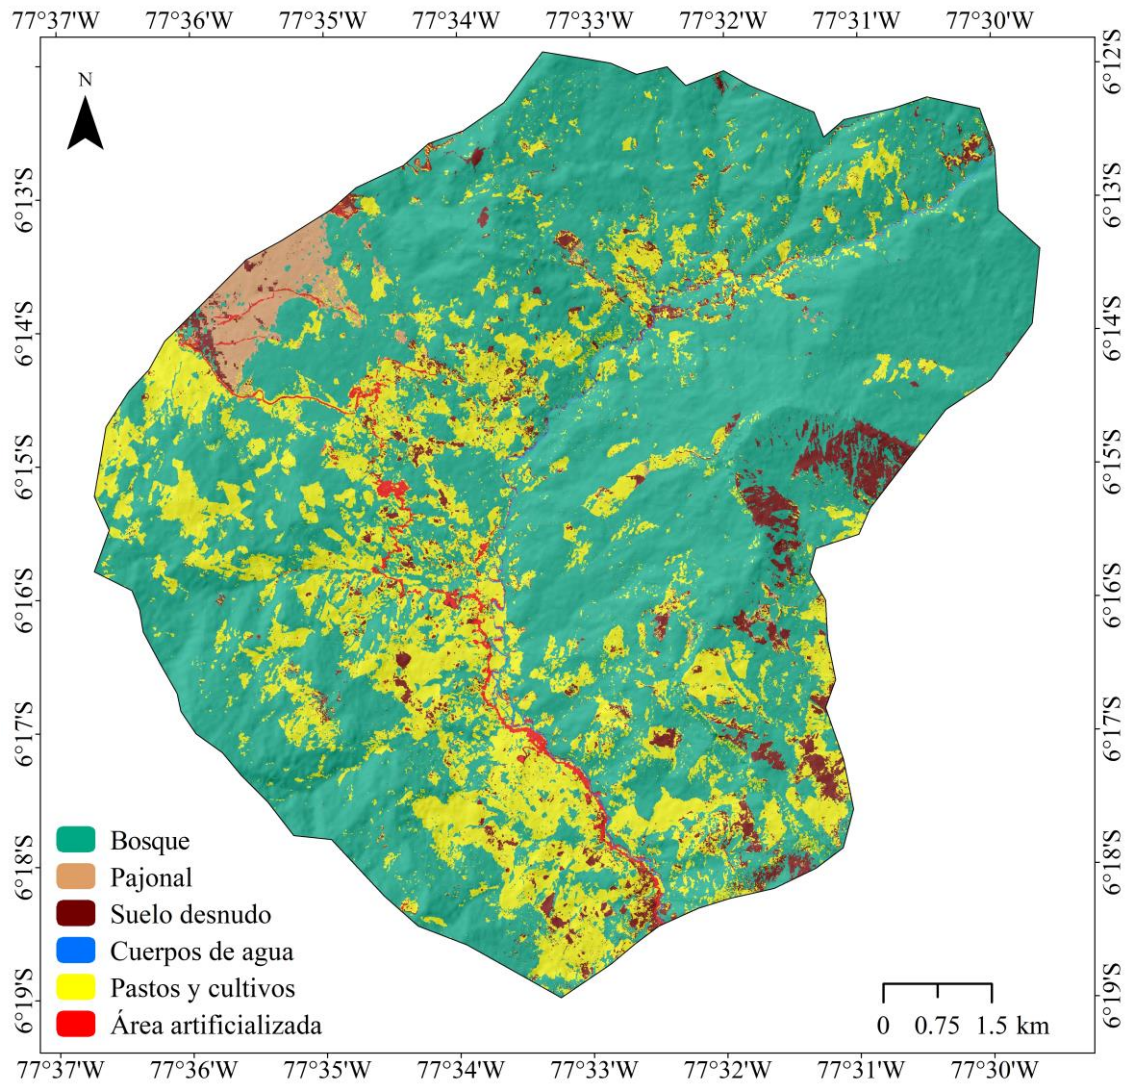 77°37'W 77°36'W 77°35'W 77°34'W 77°33'W 77°32'W 77°31'W 77°30'W
N
6°12'S
6°13'S 6°13'S
6°14'S 6°14'S
6°15'S 6°15'S
6°16'S 6°16'S
6°17'S 6°17'S
6°18'S 6°18'S
6°19'S 6°19'S
Bosque
Pajonal
Suelo desnudo
Cuerpos de agua
Pastos y cultivos
Área artificializada
0 0.75 1.5 km
77°37'W 77°36'W 77°35'W 77°34'W 77°33'W 77°32'W 77°31'W 77°30'W